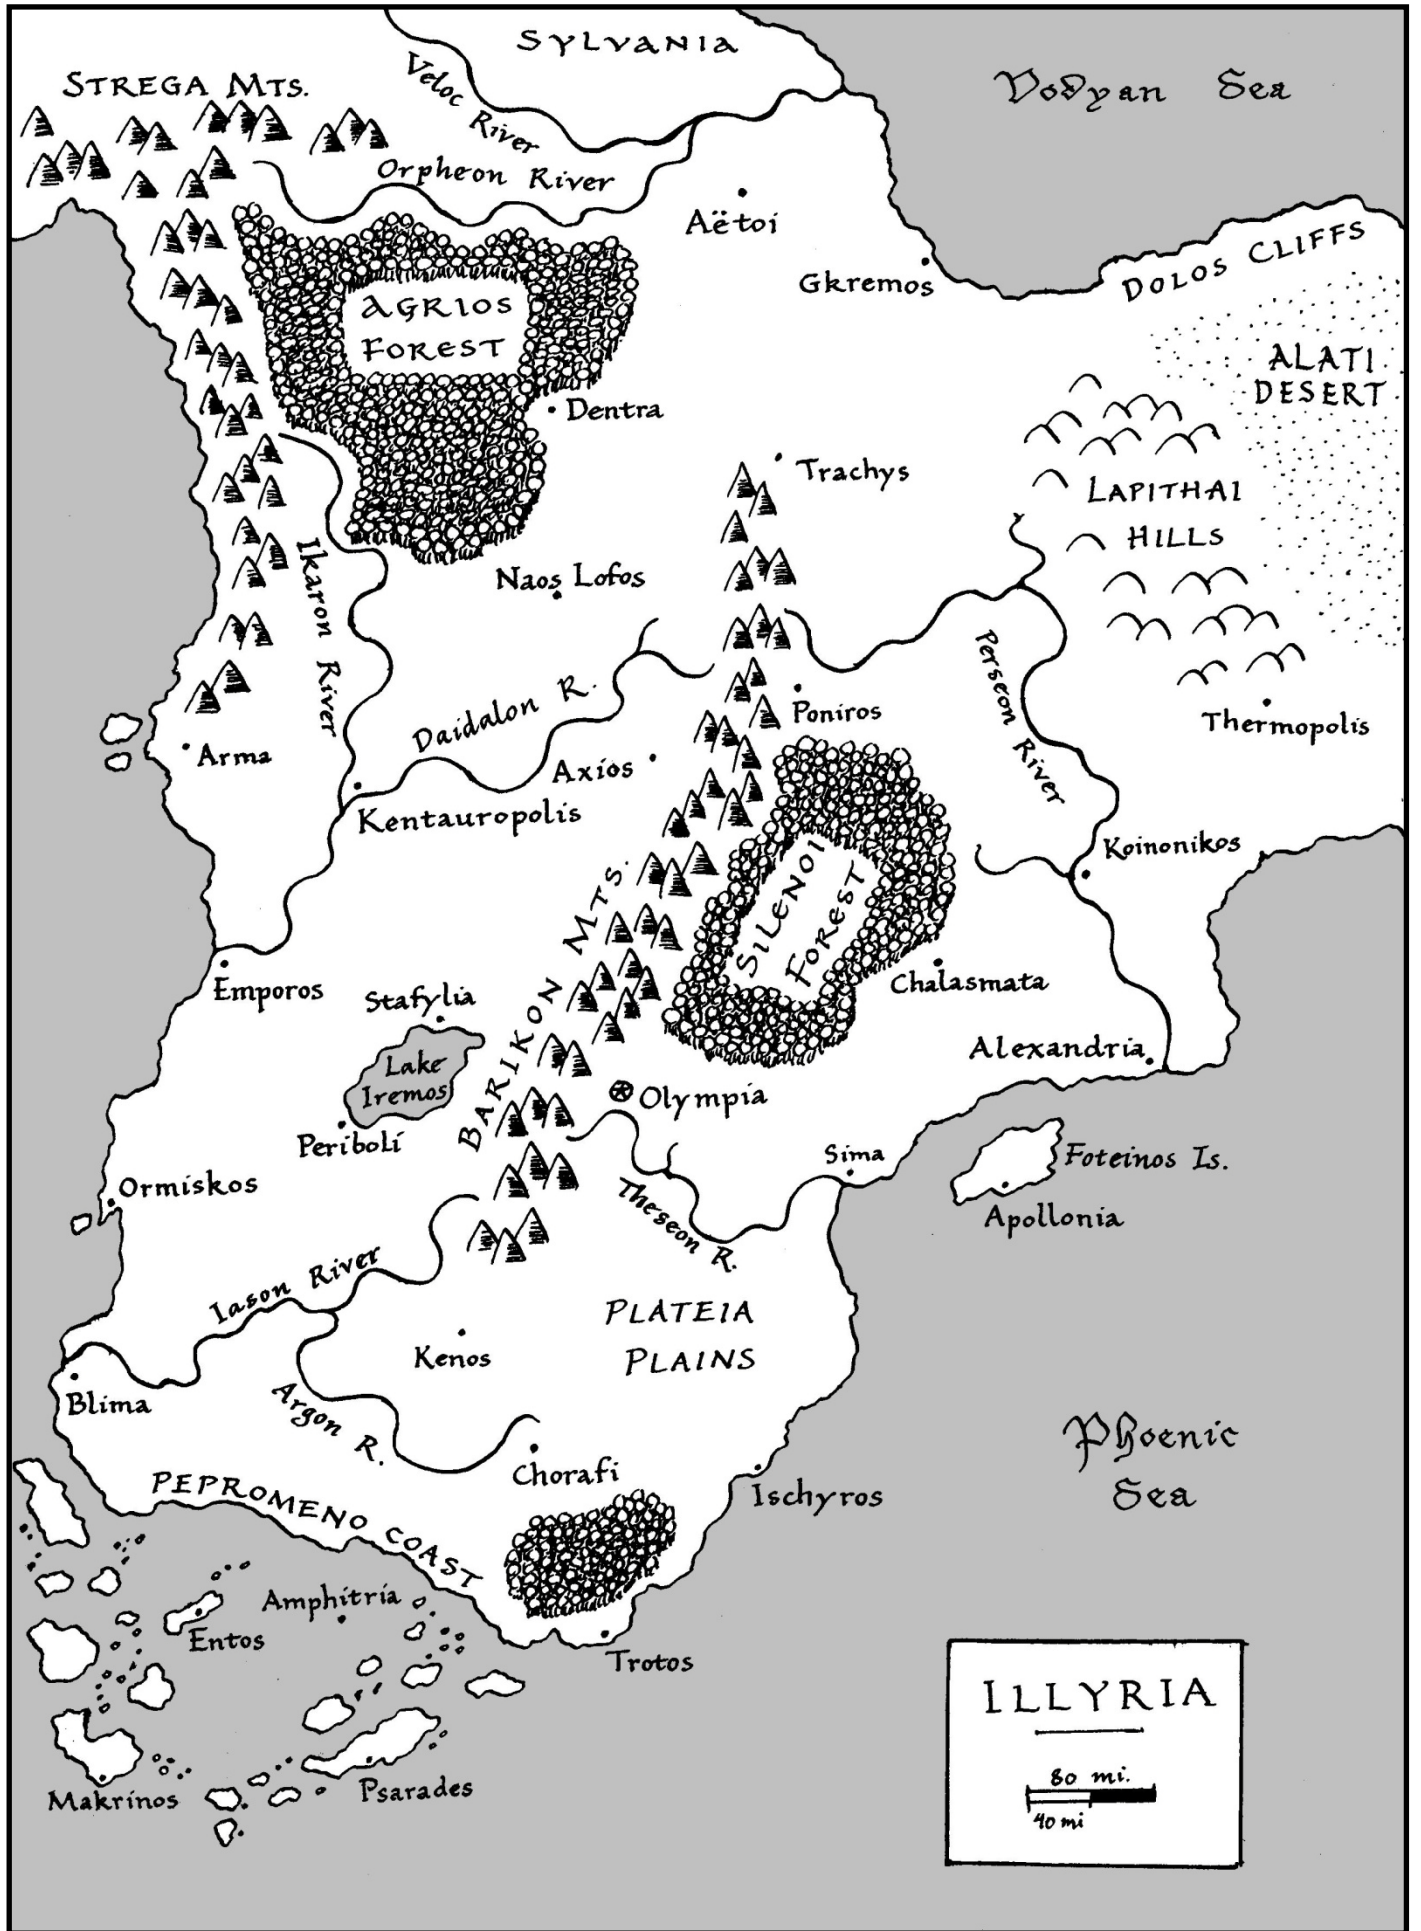 SYLVANIA
Vodyan Sea
STREGA MTS.
Veloc River
Orpheon River
Aëtoi
Gkremos
DOLOS CLIFFS
AGRIOS
FOREST
ALATI
DESERT
Dentra
Trachys
LAPITHAI
HILLS
Ikaron River
Naos Lofos
Perseon River
Daidalon R.
Poniros
Thermopolis
Arma
Axios
Kentauropolis
Koinonikos
SILENOI
FOREST
BARIKON MTS.
Emporos
Stafylia
Chalasmata
Lake
Iremos
Alexandria
Olympia
Periboli
Sima
Foteinos Is.
Ormiskos
Theseon R.
Apollonia
Iason River
PLATEIA
PLAINS
Kenos
Blima
Argon R.
Phoenic
Sea
Chorafi
PEPROMENO COAST
Ischyros
Amphitria
Entos
Trotos
ILLYRIA
Makrinos
Psarades
80 mi.
40 mi